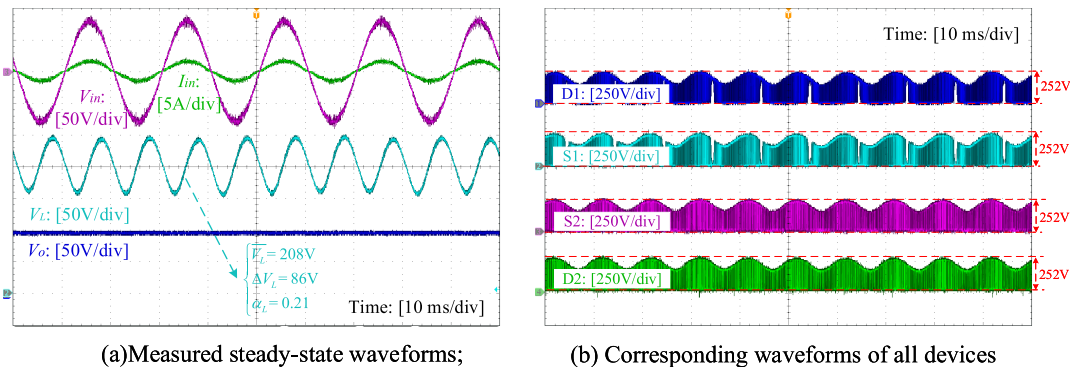 Vin:
[50V/div]
Iin:
[5A/div]
VL: [50V/div]
Vo: [50V/div]
V̅L = 208V
ΔVL = 86V
αL = 0.21
Time: [10 ms/div]
(a)Measured steady-state waveforms;
Time: [10 ms/div]
D1: [250V/div]
252V
S1: [250V/div]
252V
S2: [250V/div]
252V
D2: [250V/div]
252V
(b) Corresponding waveforms of all devices